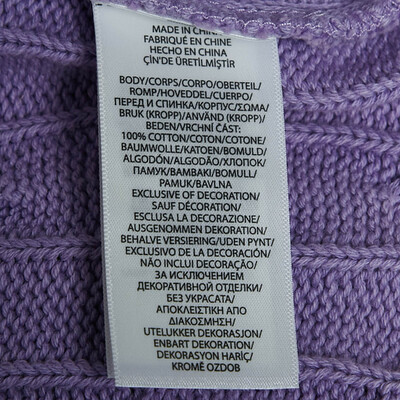 MADE IN CHINA
FABRIQUÉ EN CHINE
HECHO EN CHINA
ÇİN'DE ÜRETİLMİŞTİR
BODY/CORPS/CORPO/OBERTEIL/
ROMP/HOVEDDEL/CUERPO/
ПЕРЕД И СПИНКА/КОРПУС/ΣΩΜΑ/
BRUK (KROPP)/ANVÄND (KROPP)/
BEDEN/VRCHNÍ ČÁST:
100% COTTON/COTON/COTONE/
BAUMWOLLE/KATOEN/BOMULD/
ALGODÓN/ALGODÃO/ХЛОПОК/
ПАМУК/ΒΑΜΒΑΚΙ/BOMULL/
PAMUK/BAVLNA
EXCLUSIVE OF DECORATION/
SAUF DÉCORATION/
ESCLUSA LA DECORAZIONE/
AUSGENOMMEN DEKORATION/
BEHALVE VERSIERING/UDEN PYNT/
EXCLUSIVO DE LA DECORACIÓN/
NÃO INCLUI DECORAÇÃO/
ЗА ИСКЛЮЧЕНИЕМ
ДЕКОРАТИВНОЙ ОТДЕЛКИ/
БЕЗ УКРАСАТА/
ΑΠΟΚΛΕΙΣΤΙΚΗ ΑΠΟ
ΔΙΑΚΟΣΜΗΣΗ/
UTELUKKER DEKORASJON/
ENBART DEKORATION/
DEKORASYON HARİÇ/
KROMĚ OZDOB